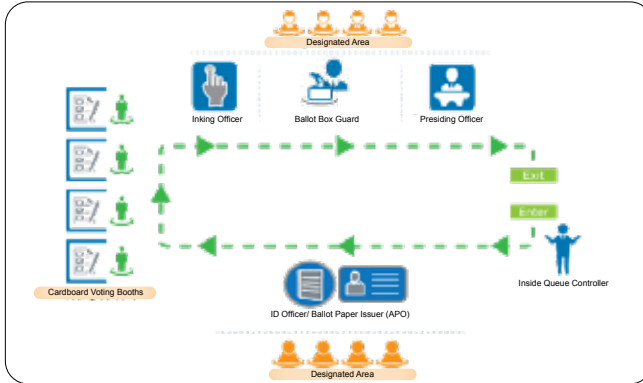 Designated Area
Inking Officer
Ballot Box Guard
Presiding Officer
Exit
Enter
Inside Queue Controller
Cardboard Voting Booths
ID Officer/ Ballot Paper Issuer (APO)
Designated Area